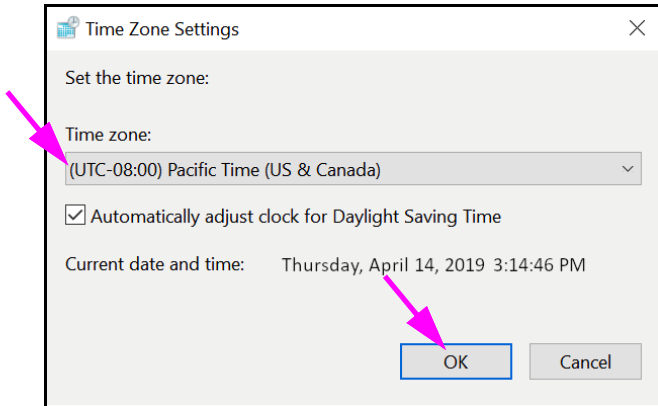 Time Zone Settings
Set the time zone:
Time zone:
(UTC-08:00) Pacific Time (US & Canada)
Automatically adjust clock for Daylight Saving Time
Current date and time: Thursday, April 14, 2019 3:14:46 PM
OK Cancel